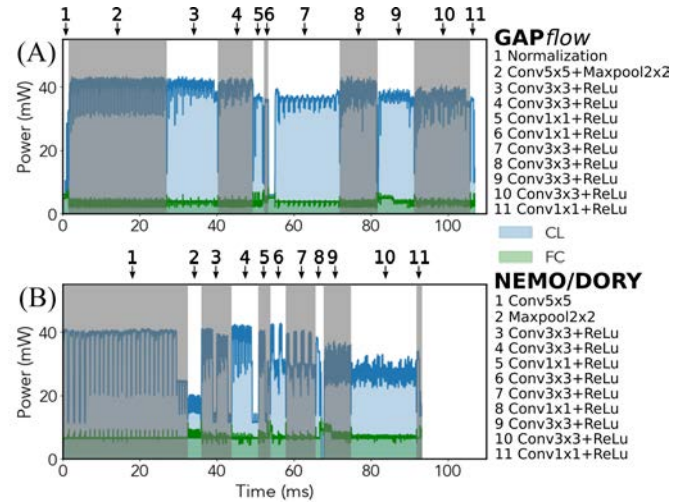 1 2 3 4 5 6 7 8 9 10 11
(A)
GAPflow
1 Normalization
2 Conv5x5+Maxpool2x2
3 Conv3x3+ReLu
4 Conv3x3+ReLu
5 Conv1x1+ReLu
6 Conv1x1+ReLu
7 Conv3x3+ReLu
8 Conv3x3+ReLu
9 Conv3x3+ReLu
10 Conv3x3+ReLu
11 Conv1x1+ReLu
Power (mW)
40
20
0
0 20 40 60 80 100
CL
FC
1 2 3 4 5 6 7 8 9 10 11
(B)
NEMO/DORY
1 Conv5x5
2 Maxpool2x2
3 Conv3x3+ReLu
4 Conv3x3+ReLu
5 Conv1x1+ReLu
6 Conv3x3+ReLu
7 Conv3x3+ReLu
8 Conv1x1+ReLu
9 Conv3x3+ReLu
10 Conv3x3+ReLu
11 Conv1x1+ReLu
Power (mW)
40
20
0
0 20 40 60 80 100
Time (ms)